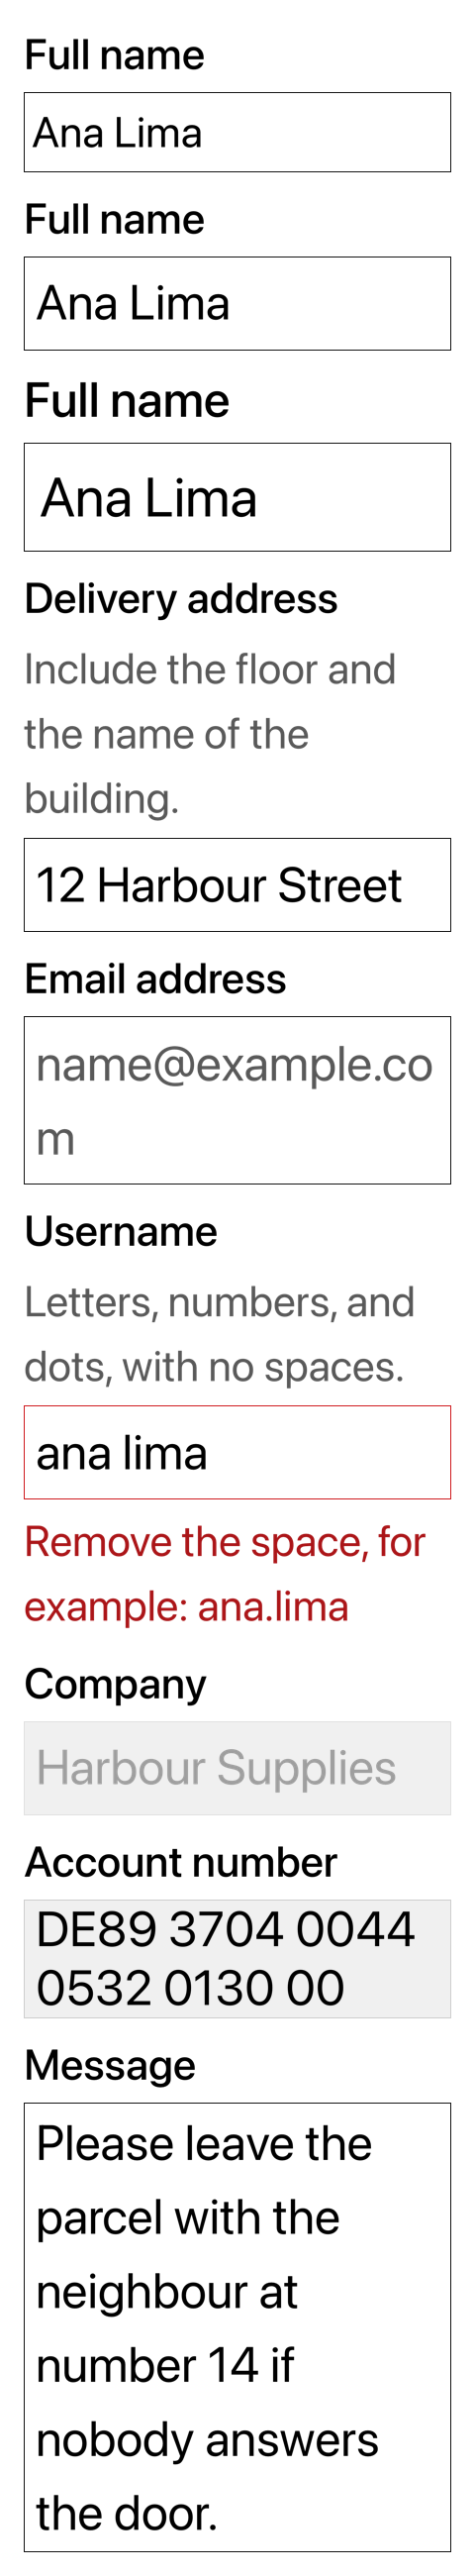 Full name
Ana Lima
Full name
Ana Lima
Full name
Ana Lima
Delivery address
Include the floor and
the name of the
building.
12 Harbour Street
Email address
name@example.co
m
Username
Letters, numbers, and
dots, with no spaces.
ana lima
Remove the space, for
example: ana.lima
Company
Harbour Supplies
Account number
DE89 3704 0044
0532 0130 00
Message
Please leave the
parcel with the
neighbour at
number 14 if
nobody answers
the door.